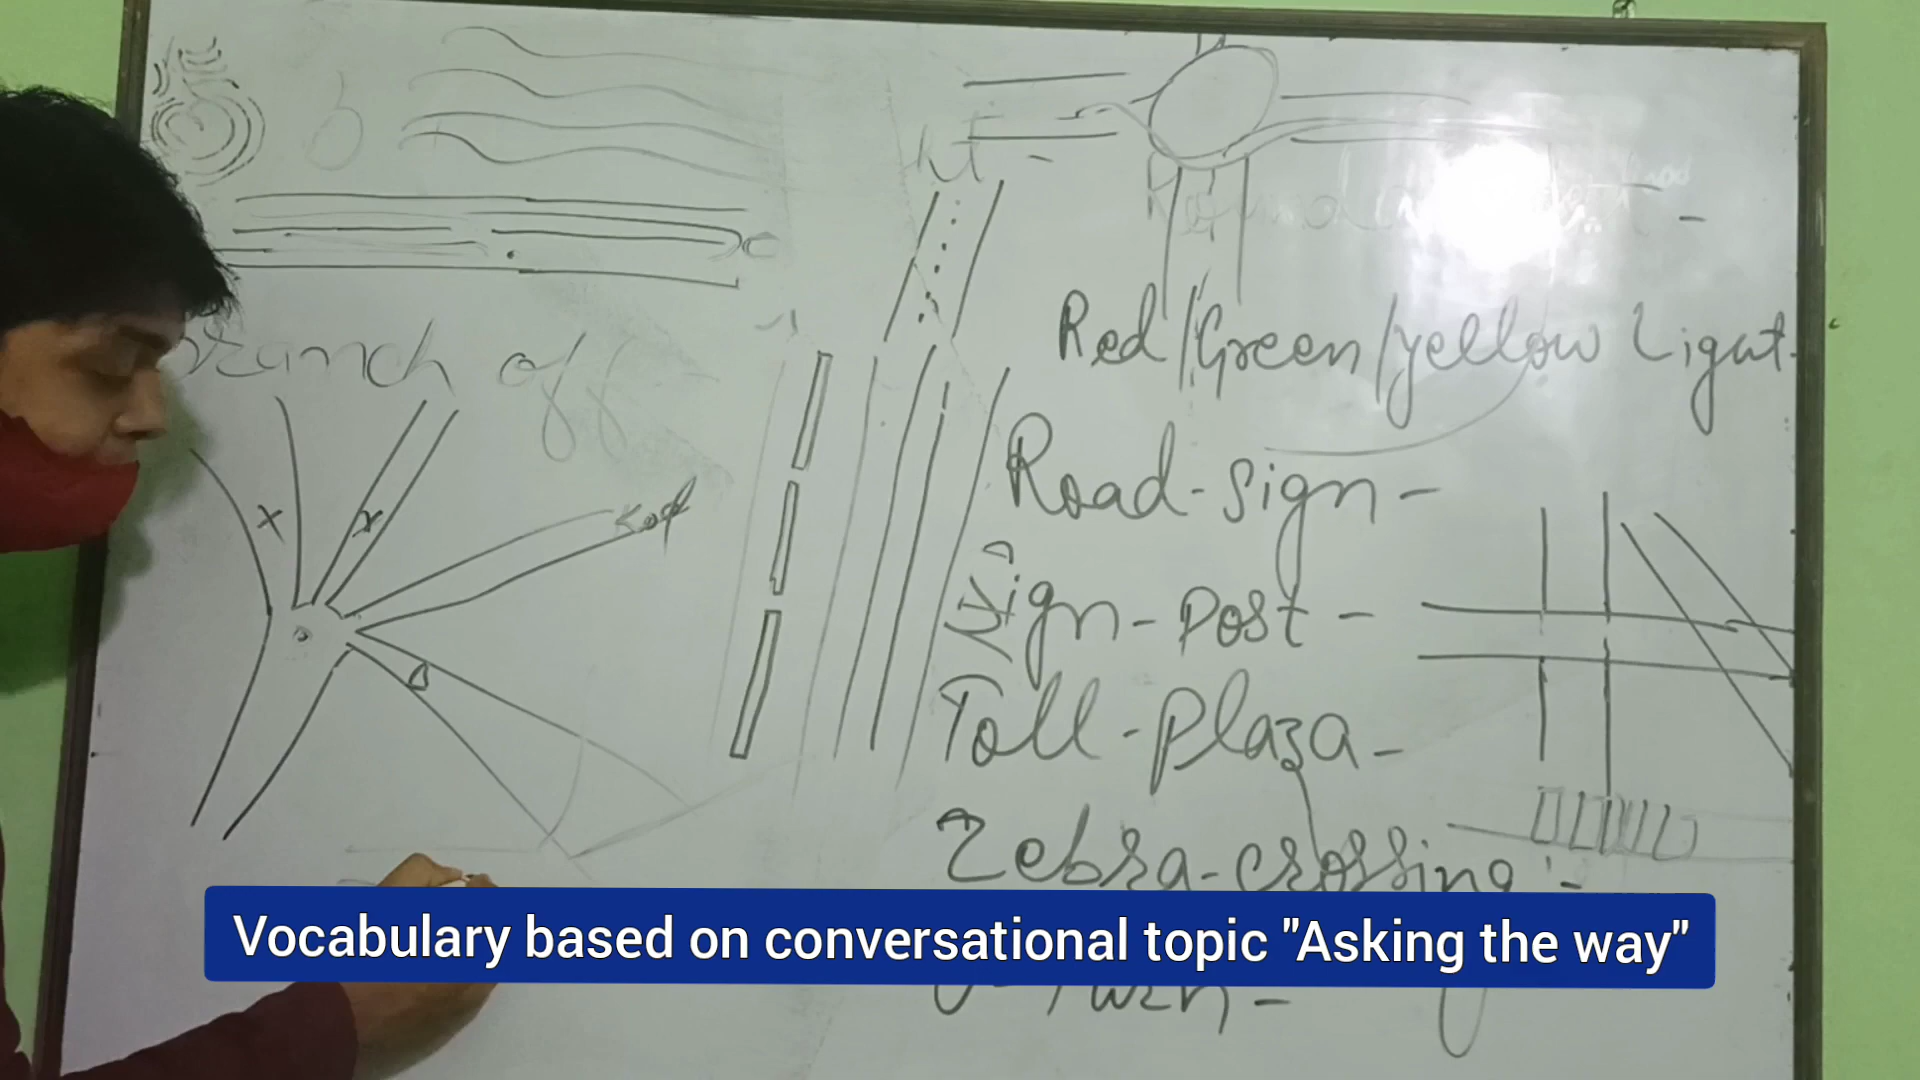 Branch off
Red/Green/yellow Light.
Road-sign-
Sign-post-
Toll-plaza-
Zebra-crossing:-
Vocabulary based on conversational topic "Asking the way"
U-Turn-